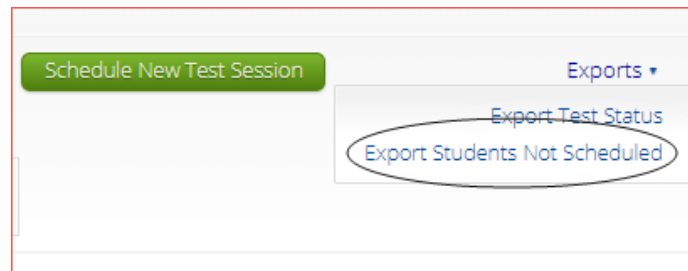 Schedule New Test Session
Exports
Export Test Status
Export Students Not Scheduled